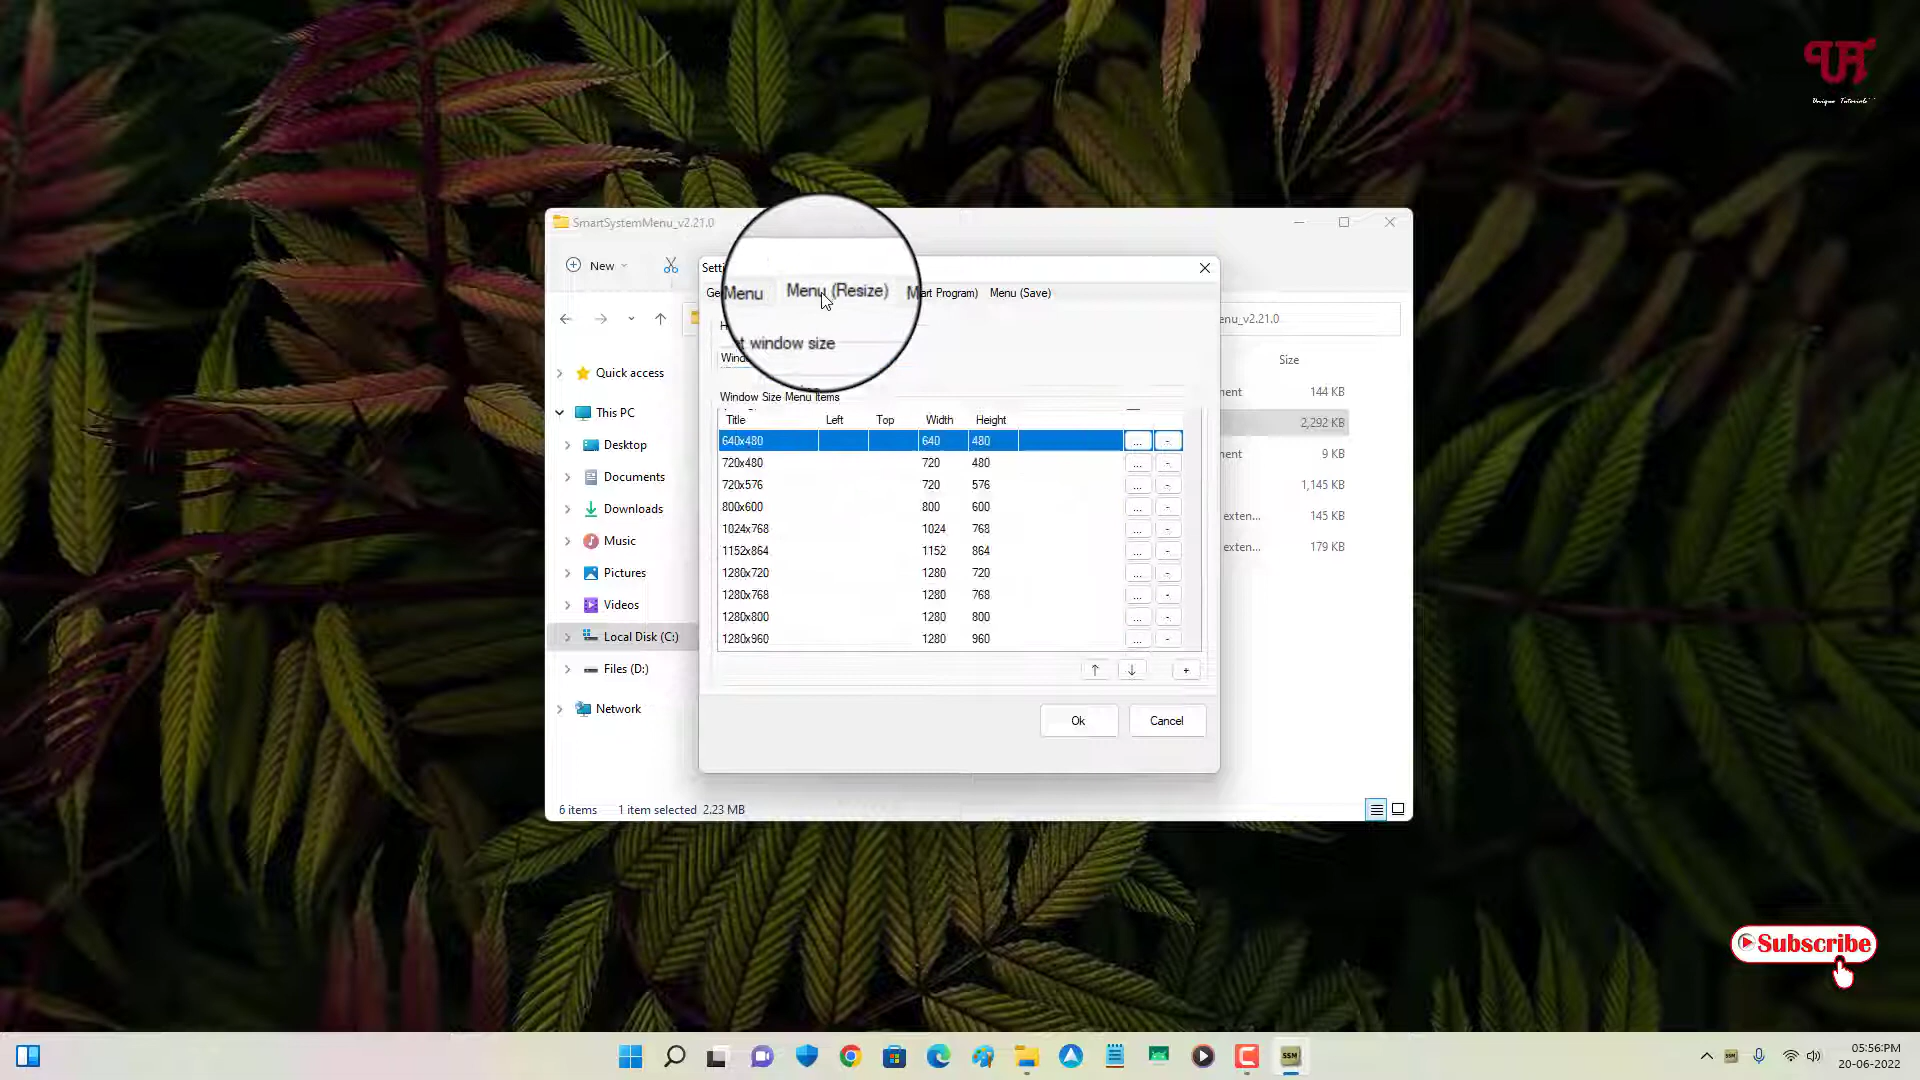 UT
Unique Tutorials
SmartSystemMenu_v2.21.0
New
Menu
Menu (Resize)
art Program)
Menu (Save)
t window size
Window Size Menu Items
Title Left Top Width Height
640x480 640 480 ... -
720x480 720 480 ... -
720x576 720 576 ... -
800x600 800 600 ... -
1024x768 1024 768 ... -
1152x864 1152 864 ... -
1280x720 1280 720 ... -
1280x768 1280 768 ... -
1280x800 1280 800 ... -
1280x960 1280 960 ... -
+
Ok Cancel
enu_v2.21.0
Size
ent 144 KB
2,292 KB
ent 9 KB
1,145 KB
exten... 145 KB
exten... 179 KB
Quick access
This PC
Desktop
Documents
Downloads
Music
Pictures
Videos
Local Disk (C:)
Files (D:)
Network
6 items 1 item selected 2.23 MB
Subscribe
SSM
05:56PM
20-06-2022